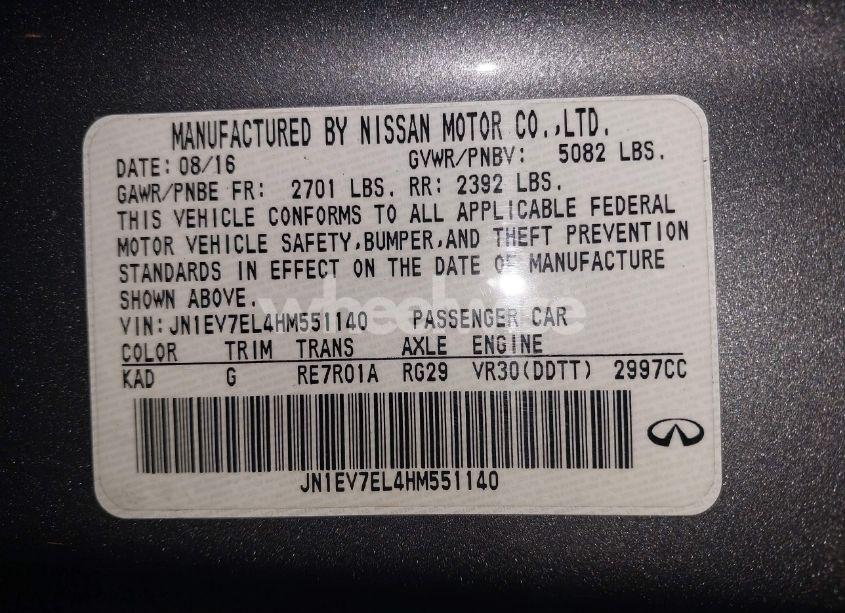 MANUFACTURED BY NISSAN MOTOR CO.,LTD.
DATE: 08/16 GVWR/PNBV: 5082 LBS.
GAWR/PNBE FR: 2701 LBS. RR: 2392 LBS.
THIS VEHICLE CONFORMS TO ALL APPLICABLE FEDERAL
MOTOR VEHICLE SAFETY,BUMPER,AND THEFT PREVENTION
STANDARDS IN EFFECT ON THE DATE OF MANUFACTURE
SHOWN ABOVE.
VIN:JN1EV7EL4HM551140 PASSENGER CAR
COLOR TRIM TRANS AXLE ENGINE
KAD G RE7R01A RG29 VR30(DDTT) 2997CC
JN1EV7EL4HM551140